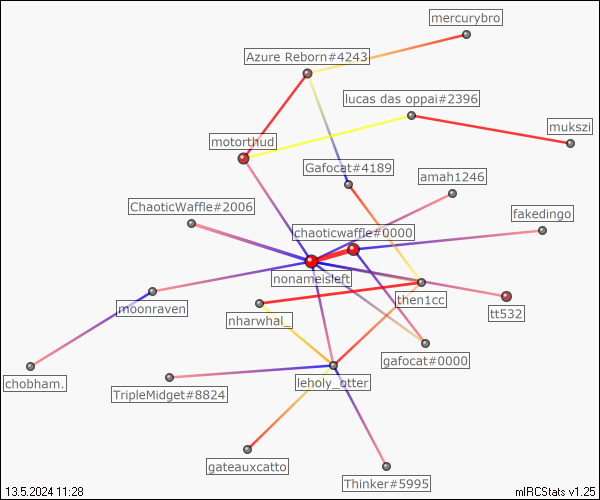 mercurybro
Azure Reborn#4243
lucas das oppai#2396
mukszi
motorthud
Gafocat#4189
amah1246
ChaoticWaffle#2006
fakedingo
chaoticwaffle#0000
nonameisleft
then1cc
moonraven
tt532
nharwhal_
gafocat#0000
chobham.
leholy_otter
TripleMidget#8824
gateauxcatto
Thinker#5995
13.5.2024 11:28
mIRCStats v1.25